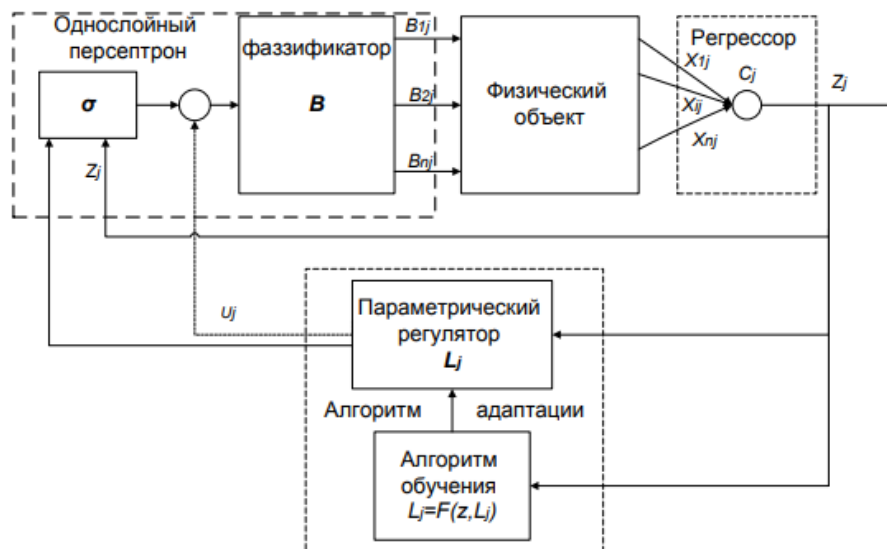 Однослойный
персептрон
σ
Zj
фаззификатор
B
B1j
B2j
Bnj
Физический
объект
Регрессор
X1j
Xij
Xnj
Cj
Zj
Uj
Параметрический
регулятор
Lj
Алгоритм адаптации
Алгоритм
обучения
Lj=F(z,Lj)